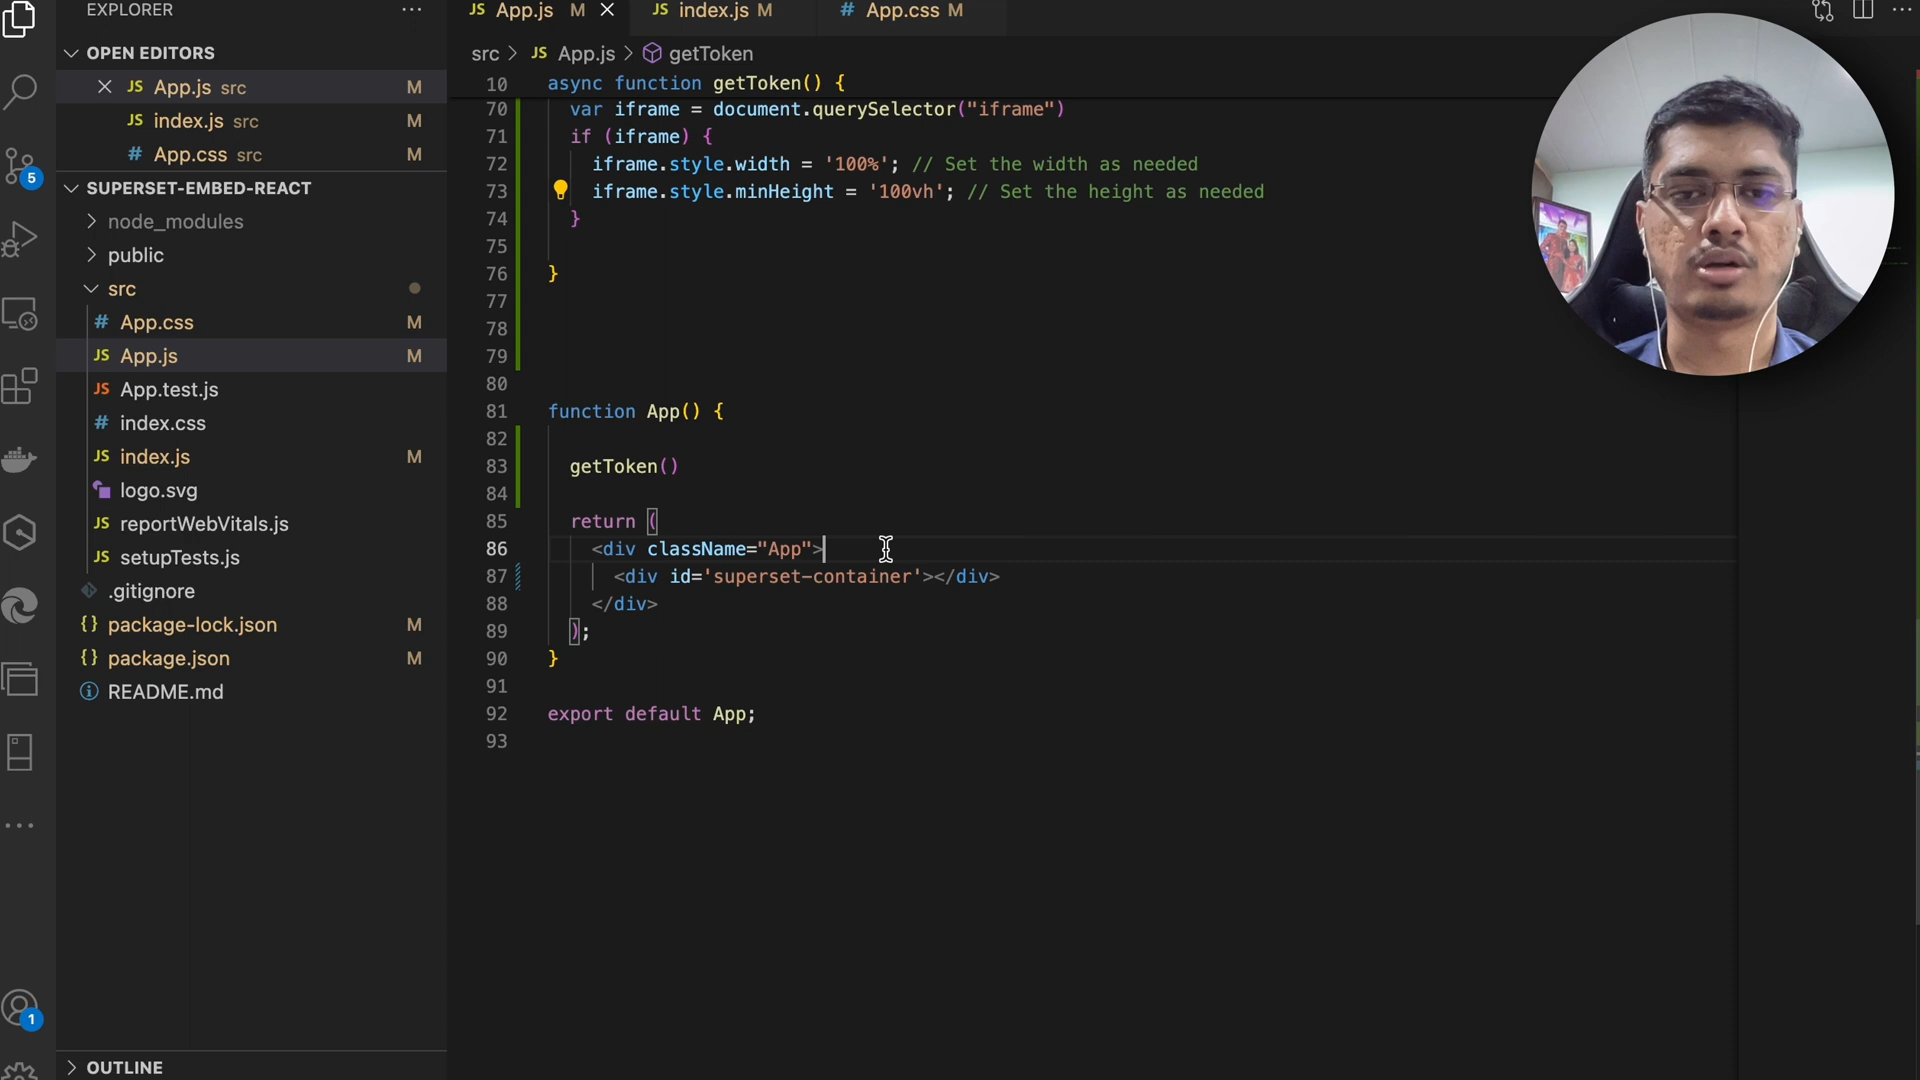 EXPLORER
OPEN EDITORS
JS App.js src M
JS index.js src M
# App.css src M
SUPERSET-EMBED-REACT
node_modules
public
src
# App.css M
JS App.js M
JS App.test.js
# index.css
JS index.js M
logo.svg
JS reportWebVitals.js
JS setupTests.js
.gitignore
{} package-lock.json M
{} package.json M
README.md
OUTLINE
5
1
JS App.js M
JS index.js M
# App.css M
src > JS App.js > getToken
10 async function getToken() {
70 var iframe = document.querySelector("iframe")
71 if (iframe) {
72 iframe.style.width = '100%'; // Set the width as needed
73 iframe.style.minHeight = '100vh'; // Set the height as needed
74 }
75
76 }
77
78
79
80
81 function App() {
82
83 getToken()
84
85 return (
86 <div className="App">
87 <div id='superset-container'></div>
88 </div>
89 );
90 }
91
92 export default App;
93